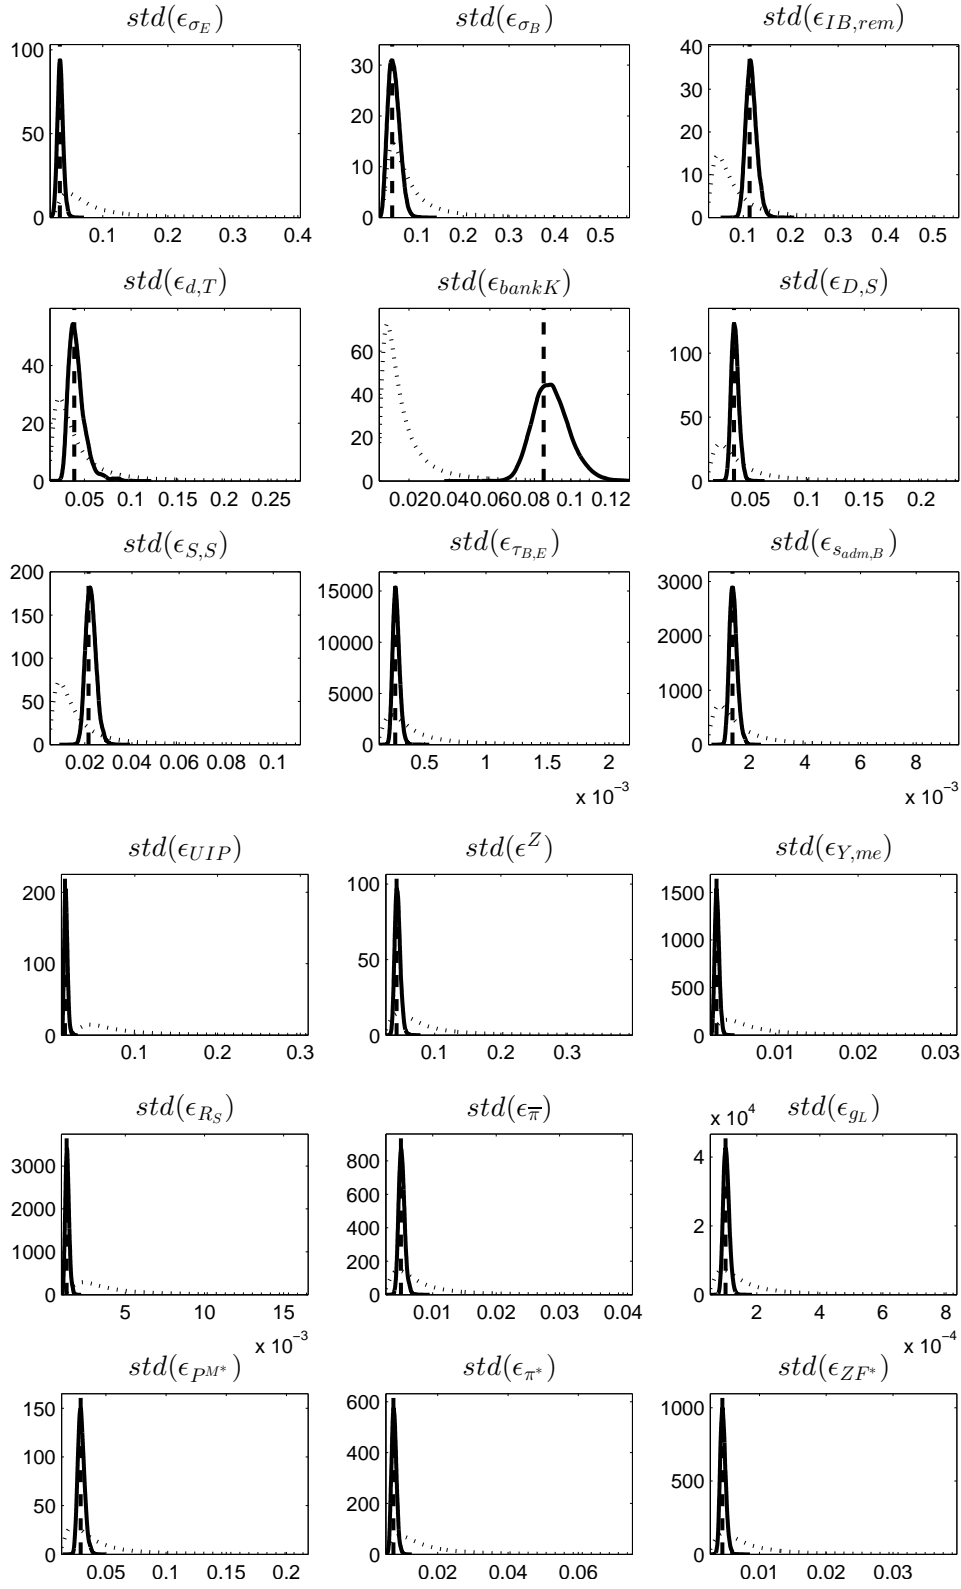 std(ϵ_{σ_E}) std(ϵ_{σ_B}) std(ϵ_{IB,rem})
100 50 0 0.1 0.2 0.3 0.4
30 20 10 0 0.1 0.2 0.3 0.4 0.5
40 30 20 10 0 0.1 0.2 0.3 0.4 0.5
std(ϵ_{d,T}) std(ϵ_{bankK}) std(ϵ_{D,S})
40 20 0 0.05 0.1 0.15 0.2 0.25
60 40 20 0 0.02 0.04 0.06 0.08 0.1 0.12
100 50 0 0.05 0.1 0.15 0.2
std(ϵ_{S,S}) std(ϵ_{τ_{B,E}}) std(ϵ_{s_{adm,B}})
200 150 100 50 0 0.02 0.04 0.06 0.08 0.1
15000 10000 5000 0 0.5 1 1.5 2 x 10^{−3}
3000 2000 1000 0 2 4 6 8 x 10^{−3}
std(ϵ_{UIP}) std(ϵ^Z) std(ϵ_{Y,me})
200 100 0 0.1 0.2 0.3
100 50 0 0.1 0.2 0.3
1500 1000 500 0 0.01 0.02 0.03
std(ϵ_{R_S}) std(ϵ_{\overline{π}}) x 10^4 std(ϵ_{g_L})
3000 2000 1000 0 5 10 15 x 10^{−3}
800 600 400 200 0 0.01 0.02 0.03 0.04
4 2 0 2 4 6 8 x 10^{−4}
std(ϵ_{P^{M*}}) std(ϵ_{π*}) std(ϵ_{ZF*})
150 100 50 0 0.05 0.1 0.15 0.2
600 400 200 0 0.02 0.04 0.06
1000 500 0 0.01 0.02 0.03